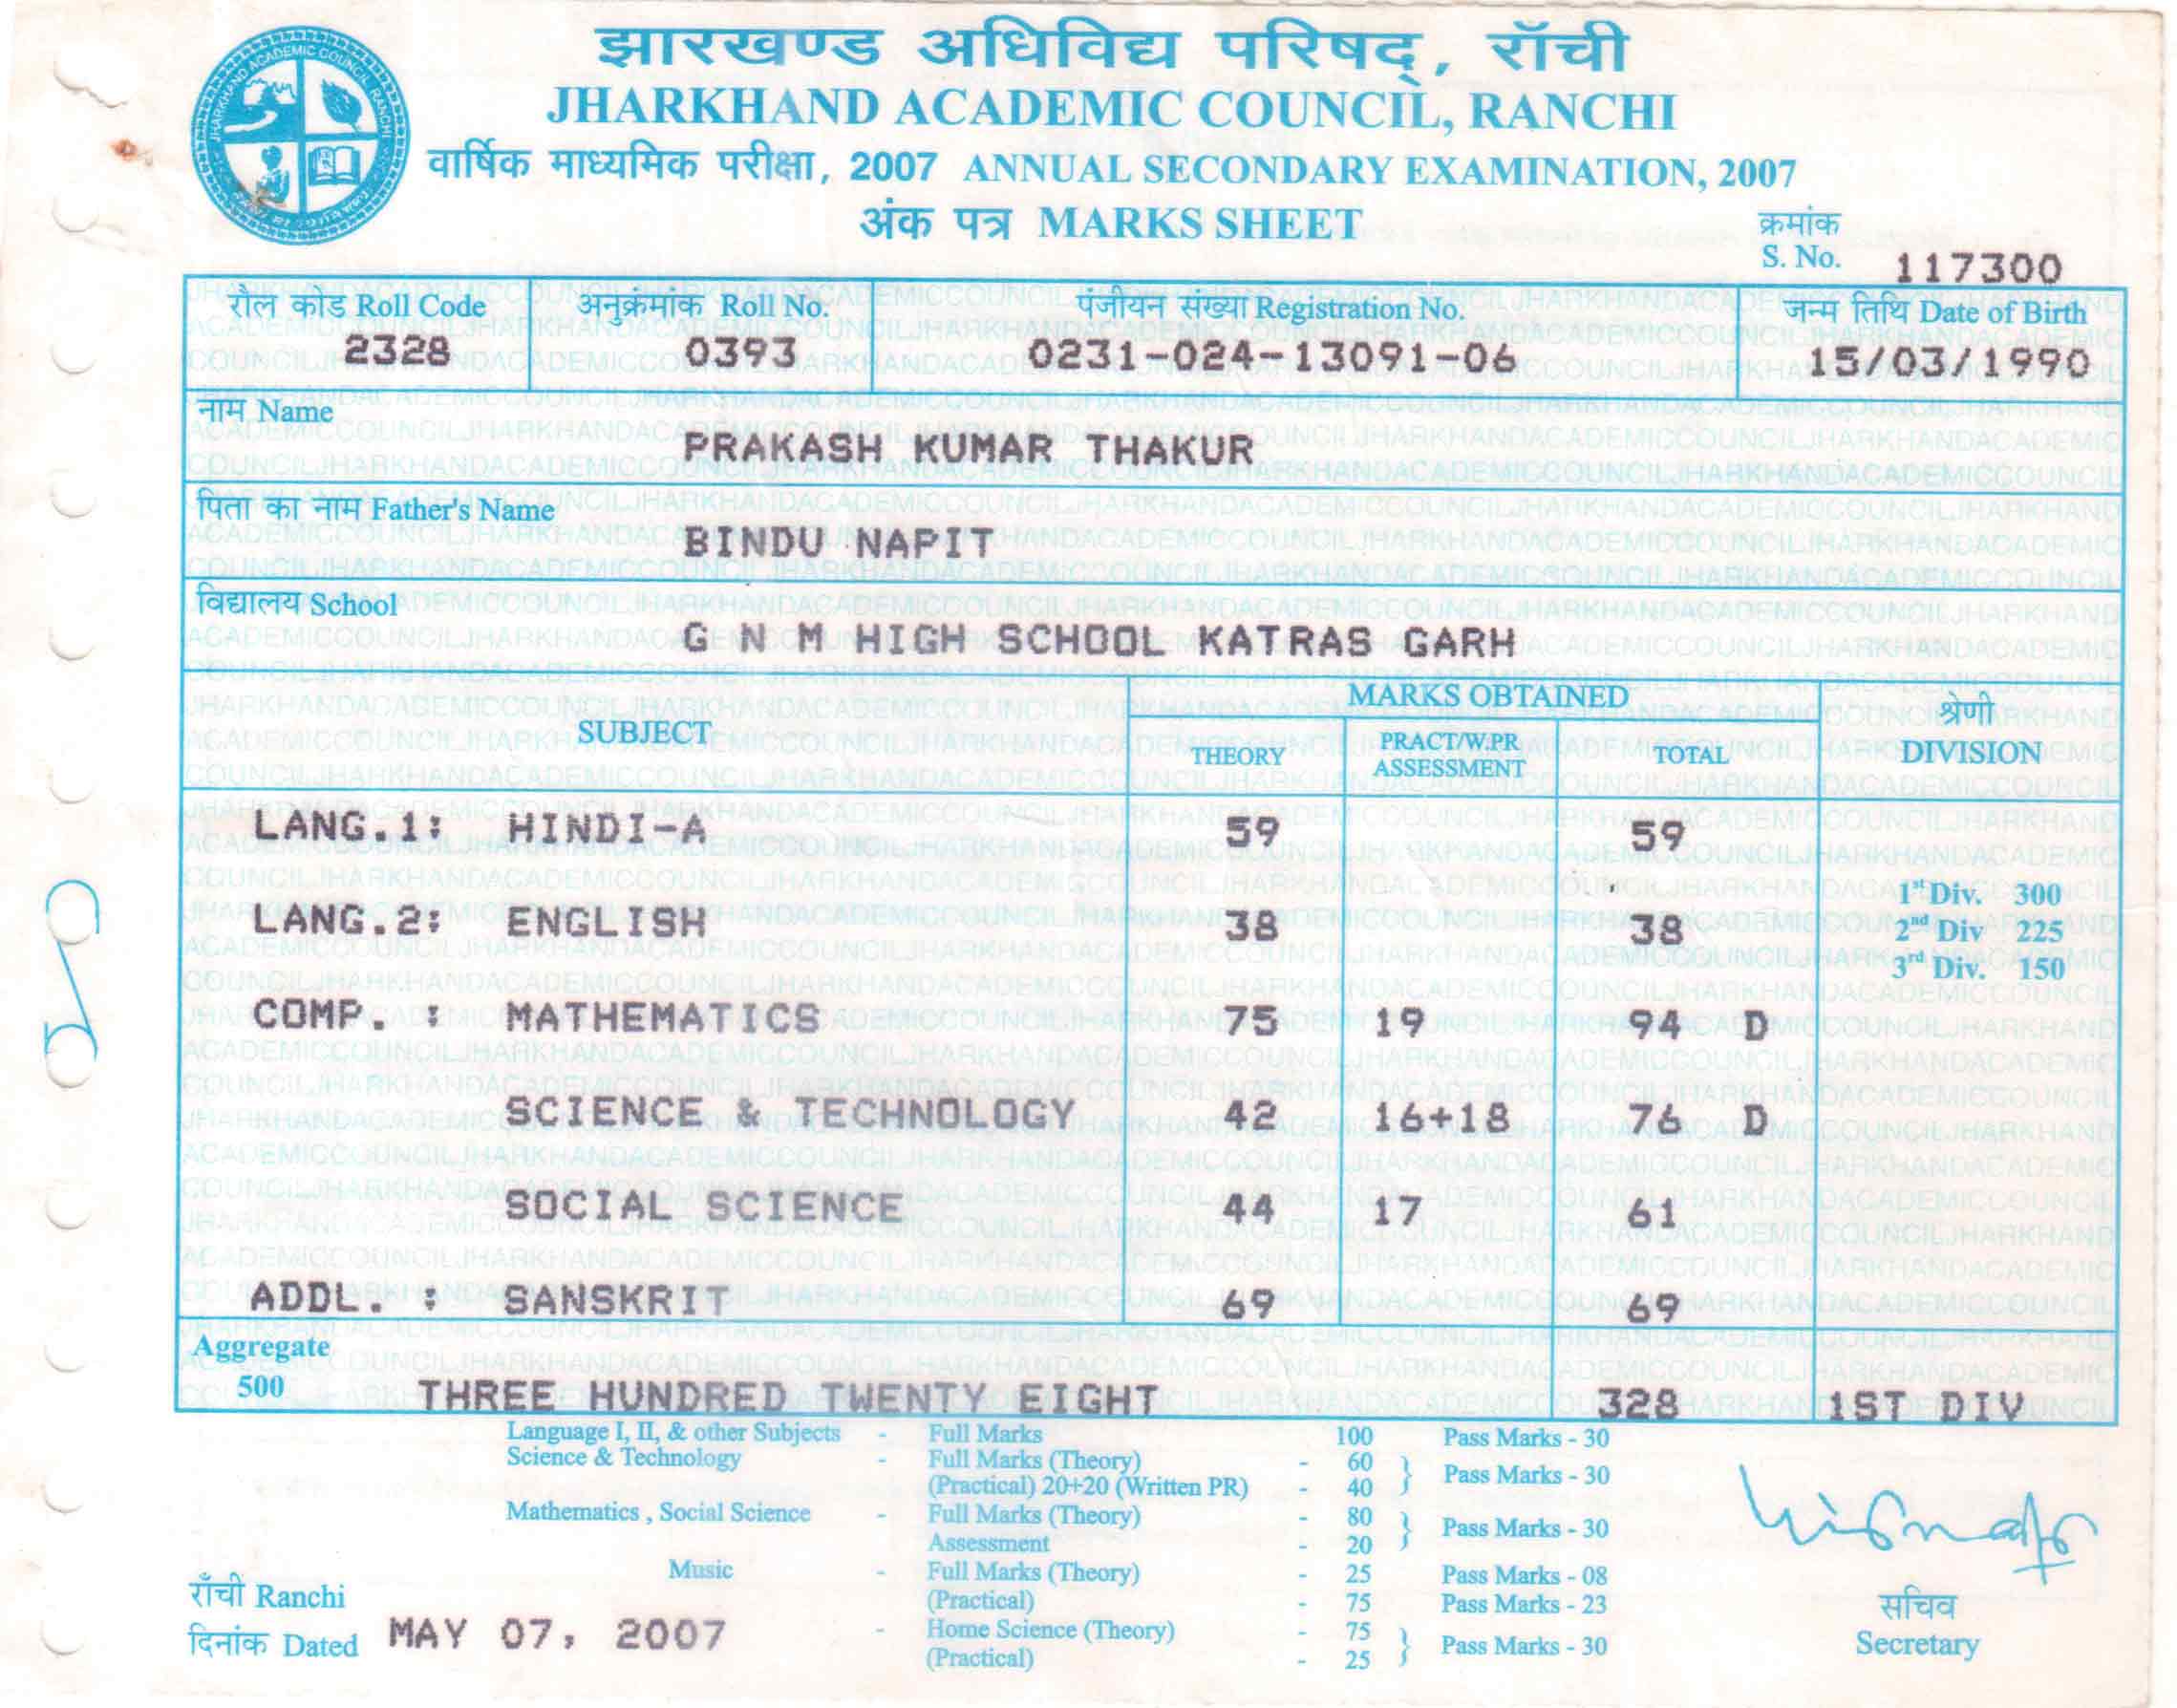 झारखण्ड अधिविद्य परिषद्, राँची
JHARKHAND ACADEMIC COUNCIL, RANCHI
वार्षिक माध्यमिक परीक्षा, 2007 ANNUAL SECONDARY EXAMINATION, 2007
अंक पत्र MARKS SHEET
क्रमांक
S. No. 117300
रौल कोड Roll Code अनुक्रमांक Roll No. पंजीयन संख्या Registration No. जन्म तिथि Date of Birth
2328 0393 0231-024-13091-06 15/03/1990
नाम Name
PRAKASH KUMAR THAKUR
पिता का नाम Father's Name
BINDU NAPIT
विद्यालय School
G N M HIGH SCHOOL KATRAS GARH
SUBJECT MARKS OBTAINED श्रेणी
THEORY PRACT/W.PR. ASSESSMENT TOTAL DIVISION
LANG.1: HINDI-A 59 59
1st Div. 300
LANG.2: ENGLISH 38 38 2nd Div 225
3rd Div. 150
COMP. : MATHEMATICS 75 19 94 D
SCIENCE & TECHNOLOGY 42 16+18 76 D
SOCIAL SCIENCE 44 17 61
ADDL. : SANSKRIT 69 69
Aggregate
500 THREE HUNDRED TWENTY EIGHT 328 1ST DIV
Language I, II, & other Subjects - Full Marks 100 Pass Marks - 30
Science & Technology - Full Marks (Theory) - 60
(Practical) 20+20 (Written PR) - 40 } Pass Marks - 30
Mathematics , Social Science - Full Marks (Theory) - 80
Assessment - 20 } Pass Marks - 30
Music - Full Marks (Theory) - 25 Pass Marks - 08
(Practical) - 75 Pass Marks - 23
- Home Science (Theory) - 75
(Practical) - 25 } Pass Marks - 30
राँची Ranchi
दिनांक Dated MAY 07, 2007
सचिव
Secretary